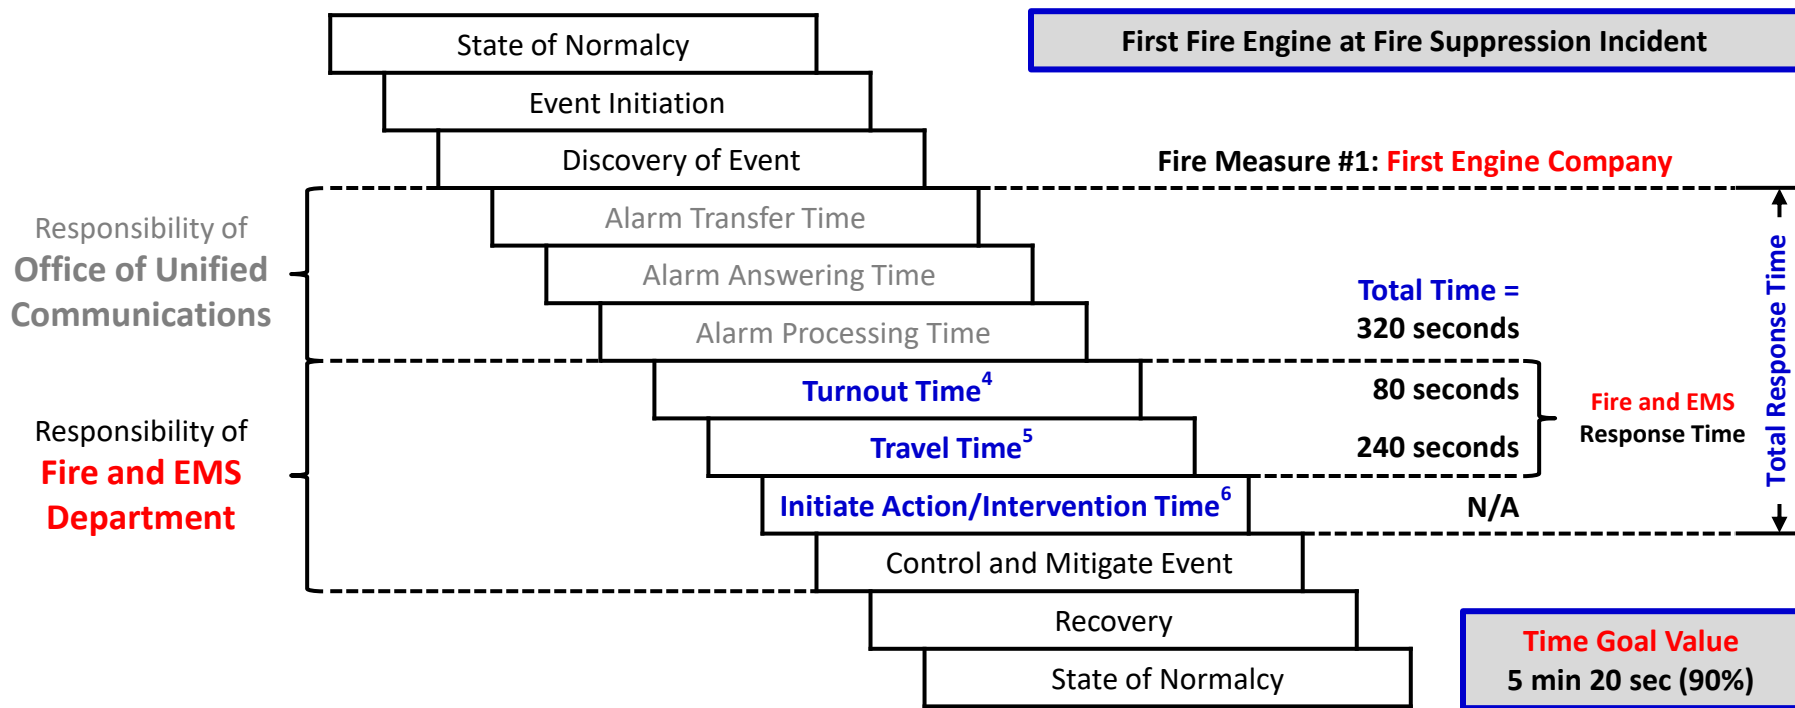 State of Normalcy
First Fire Engine at Fire Suppression Incident
Event Initiation
Discovery of Event
Fire Measure #1: First Engine Company
Responsibility of
Office of Unified
Communications
Alarm Transfer Time
Alarm Answering Time
Alarm Processing Time
Total Time =
320 seconds
Total Response Time
Turnout Time⁴
80 seconds
Travel Time⁵
240 seconds
Fire and EMS
Response Time
Responsibility of
Fire and EMS
Department
Initiate Action/Intervention Time⁶
N/A
Control and Mitigate Event
Recovery
State of Normalcy
Time Goal Value
5 min 20 sec (90%)